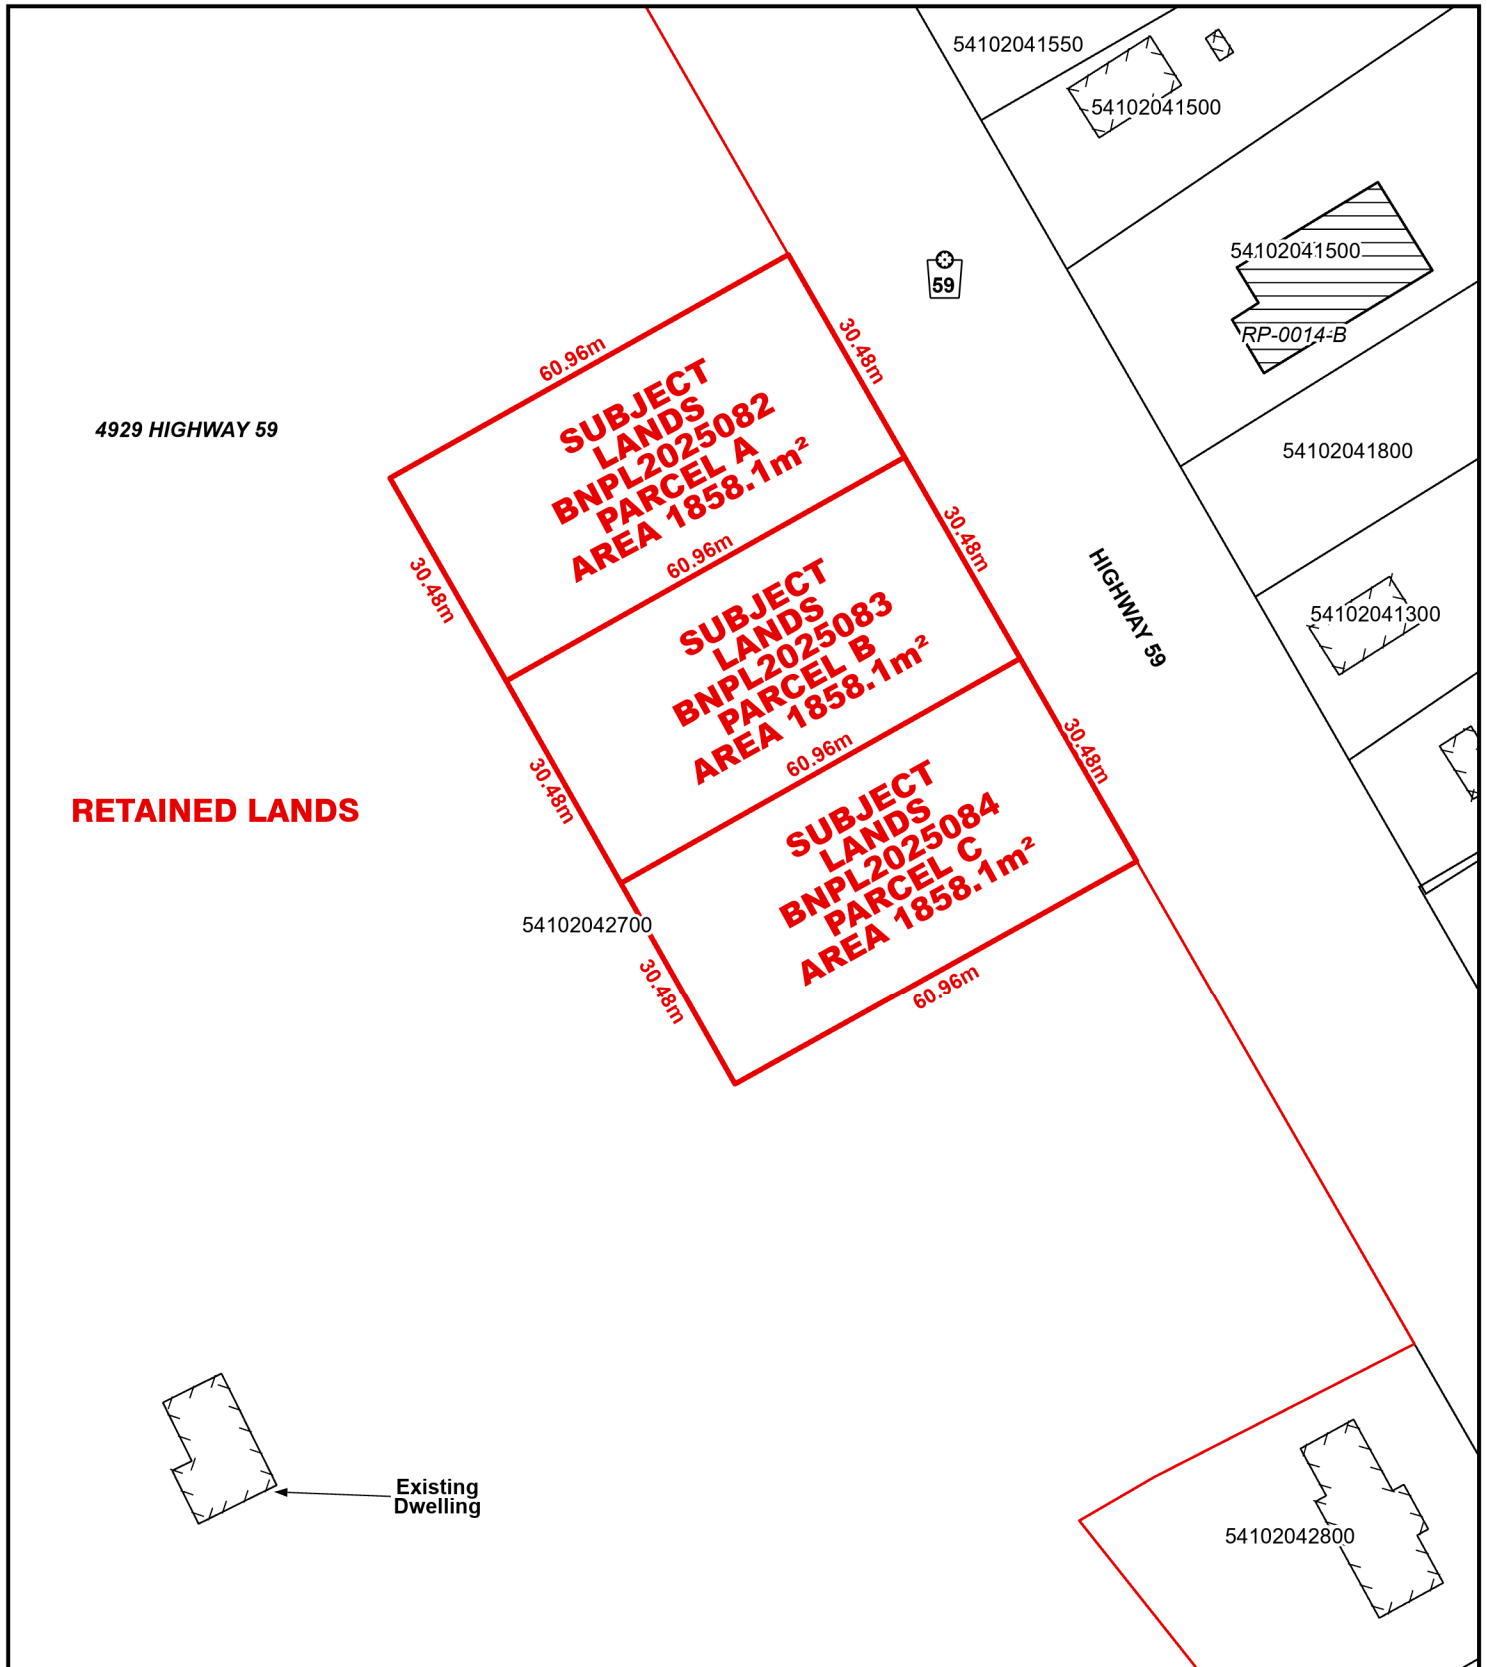 54102041550
54102041500
54102041500
RP-0014-B
59
60.96m
30.48m
SUBJECT
LANDS
BNPL2025082
PARCEL A
AREA 1858.1m²
4929 HIGHWAY 59
54102041800
30.48m
60.96m
30.48m
SUBJECT
LANDS
BNPL2025083
PARCEL B
AREA 1858.1m²
HIGHWAY 59
54102041300
30.48m
60.96m
30.48m
RETAINED LANDS
SUBJECT
LANDS
BNPL2025084
PARCEL C
AREA 1858.1m²
54102042700
30.48m
60.96m
Existing
Dwelling
54102042800